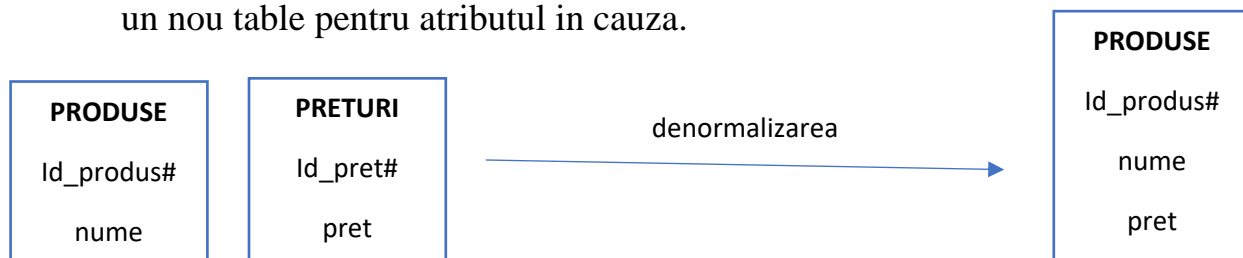 un nou table pentru atributul in cauza.
PRODUSE
Id_produs#
nume
PRETURI
Id_pret#
pret
denormalizarea
PRODUSE
Id_produs#
nume
pret